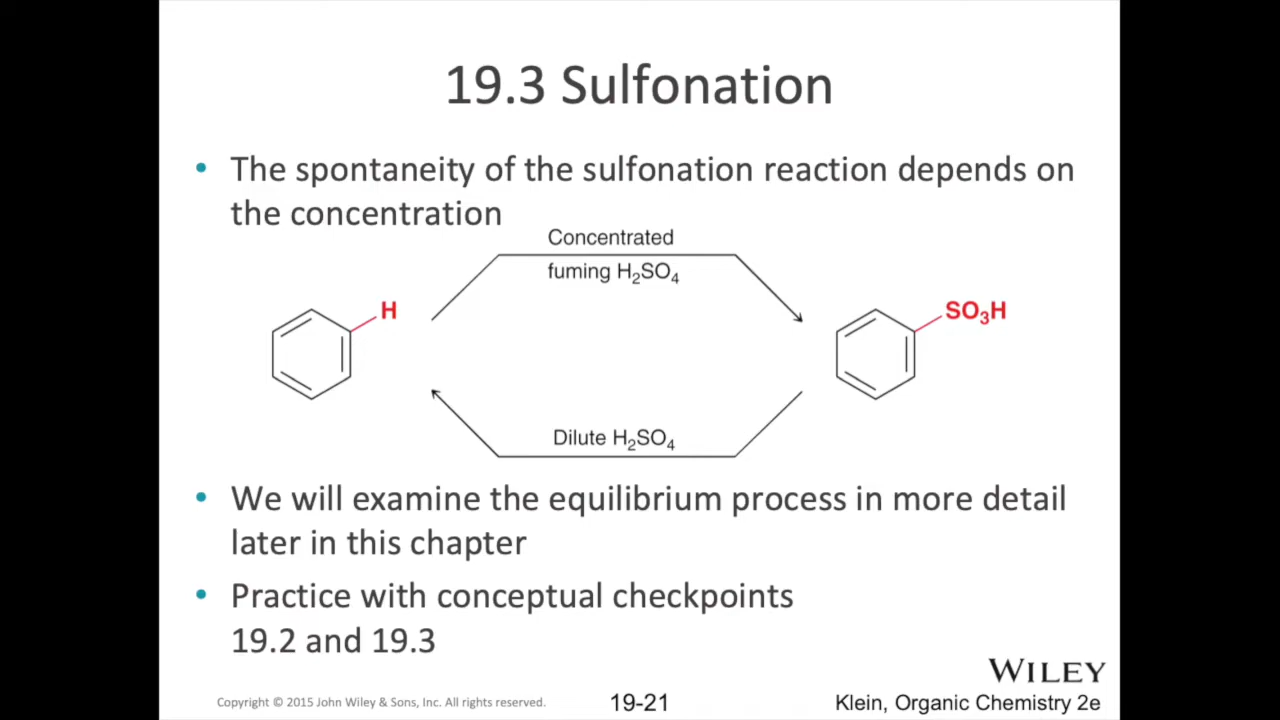 19.3 Sulfonation
• The spontaneity of the sulfonation reaction depends on
the concentration
Concentrated
fuming H₂SO₄
H
SO₃H
Dilute H₂SO₄
• We will examine the equilibrium process in more detail
later in this chapter
• Practice with conceptual checkpoints
19.2 and 19.3
WILEY
Copyright © 2015 John Wiley & Sons, Inc. All rights reserved.
19-21
Klein, Organic Chemistry 2e